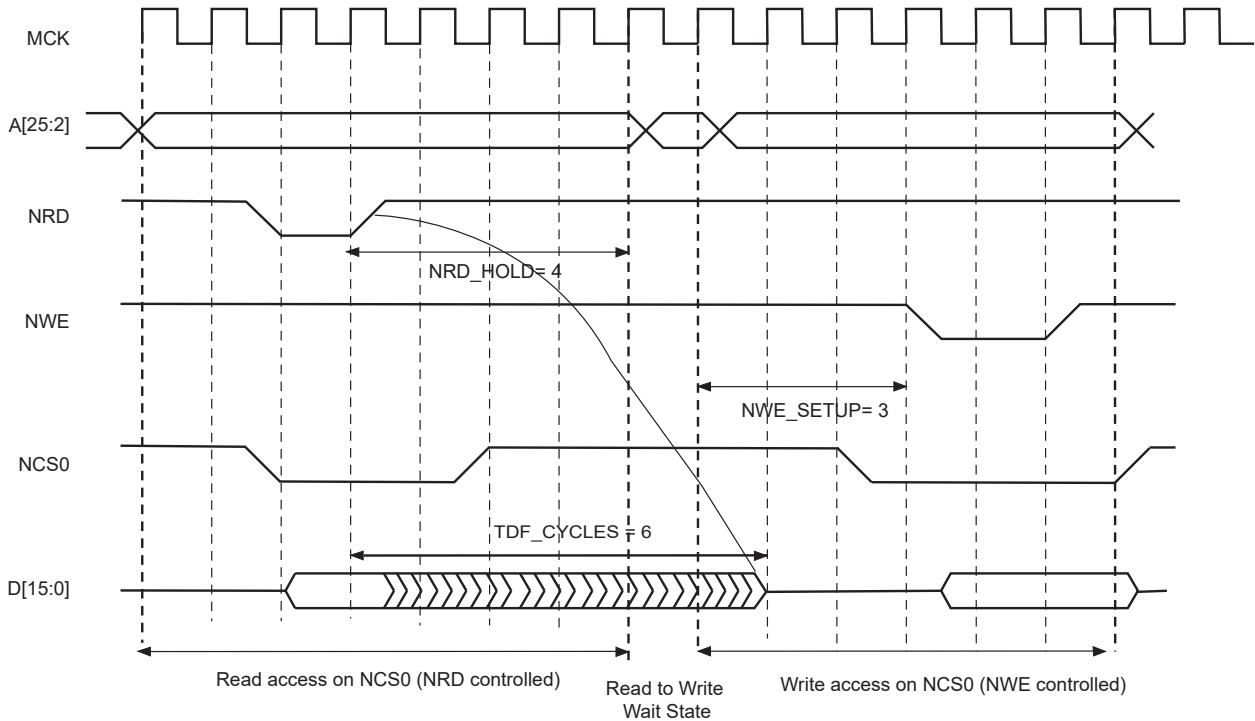 MCK
A[25:2]
NRD
NRD_HOLD= 4
NWE
NWE_SETUP= 3
NCS0
TDF_CYCLES = 6
D[15:0]
Read access on NCS0 (NRD controlled)
Read to Write
Wait State
Write access on NCS0 (NWE controlled)